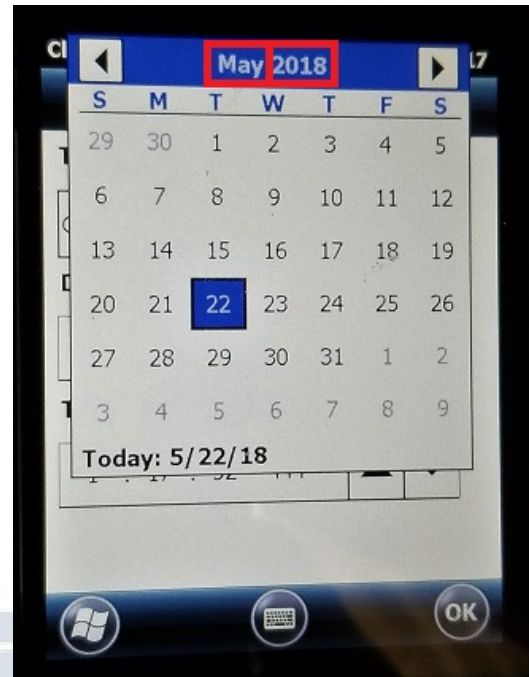 Cl 17
May 2018
S M T W T F S
29 30 1 2 3 4 5
6 7 8 9 10 11 12
13 14 15 16 17 18 19
20 21 22 23 24 25 26
27 28 29 30 31 1 2
3 4 5 6 7 8 9
Today: 5/22/18
OK